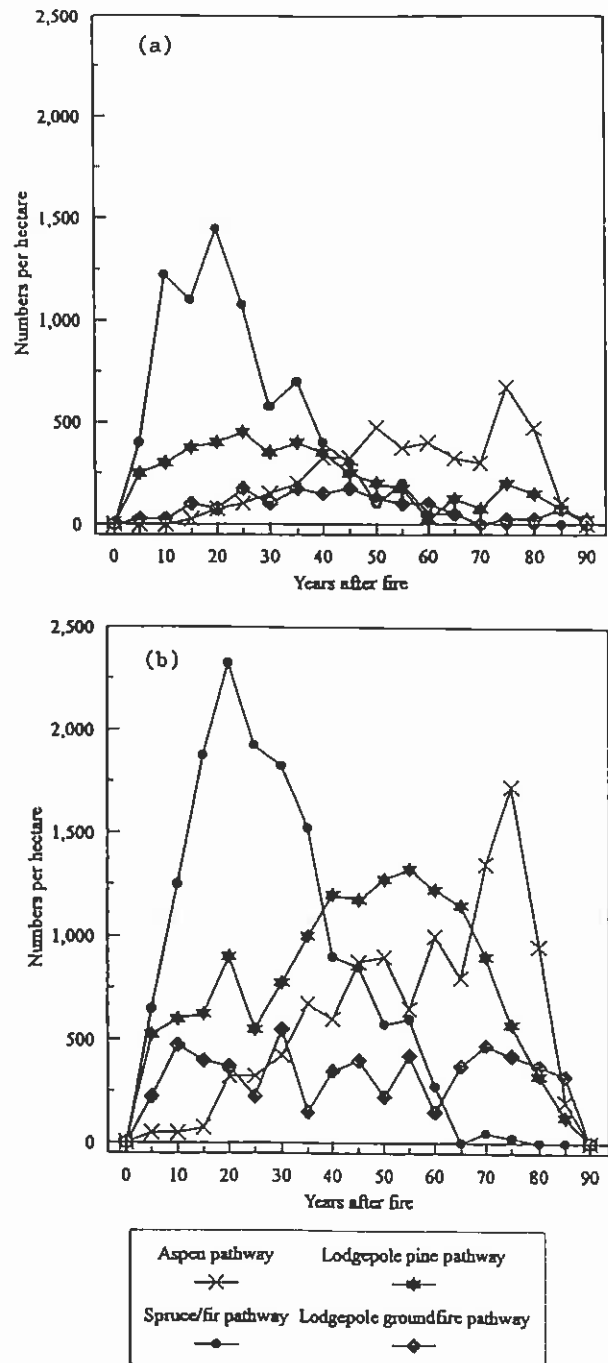 (a)
2,500
2,000
1,500
1,000
500
0
Numbers per hectare
0 10 20 30 40 50 60 70 80 90
Years after fire
(b)
2,500
2,000
1,500
1,000
500
0
Numbers per hectare
0 10 20 30 40 50 60 70 80 90
Years after fire
Aspen pathway Lodgepole pine pathway
Spruce/fir pathway Lodgepole groundfire pathway